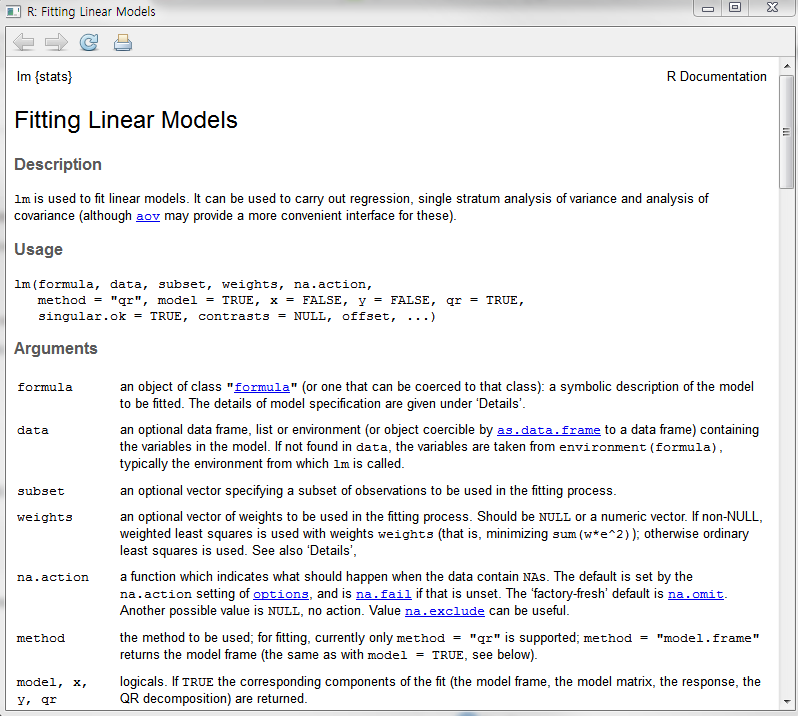 R: Fitting Linear Models
lm {stats}
R Documentation
Fitting Linear Models
Description
lm is used to fit linear models. It can be used to carry out regression, single stratum analysis of variance and analysis of
covariance (although aov may provide a more convenient interface for these).
Usage
lm(formula, data, subset, weights, na.action,
method = "qr", model = TRUE, x = FALSE, y = FALSE, qr = TRUE,
singular.ok = TRUE, contrasts = NULL, offset, ...)
Arguments
formula
an object of class "formula" (or one that can be coerced to that class): a symbolic description of the model
to be fitted. The details of model specification are given under ‘Details’.
data
an optional data frame, list or environment (or object coercible by as.data.frame to a data frame) containing
the variables in the model. If not found in data, the variables are taken from environment(formula),
typically the environment from which lm is called.
subset
an optional vector specifying a subset of observations to be used in the fitting process.
weights
an optional vector of weights to be used in the fitting process. Should be NULL or a numeric vector. If non-NULL,
weighted least squares is used with weights weights (that is, minimizing sum(w*e^2)); otherwise ordinary
least squares is used. See also ‘Details’,
na.action
a function which indicates what should happen when the data contain NAs. The default is set by the
na.action setting of options, and is na.fail if that is unset. The ‘factory-fresh’ default is na.omit.
Another possible value is NULL, no action. Value na.exclude can be useful.
method
the method to be used; for fitting, currently only method = "qr" is supported; method = "model.frame"
returns the model frame (the same as with model = TRUE, see below).
model, x,
y, qr
logicals. If TRUE the corresponding components of the fit (the model frame, the model matrix, the response, the
QR decomposition) are returned.